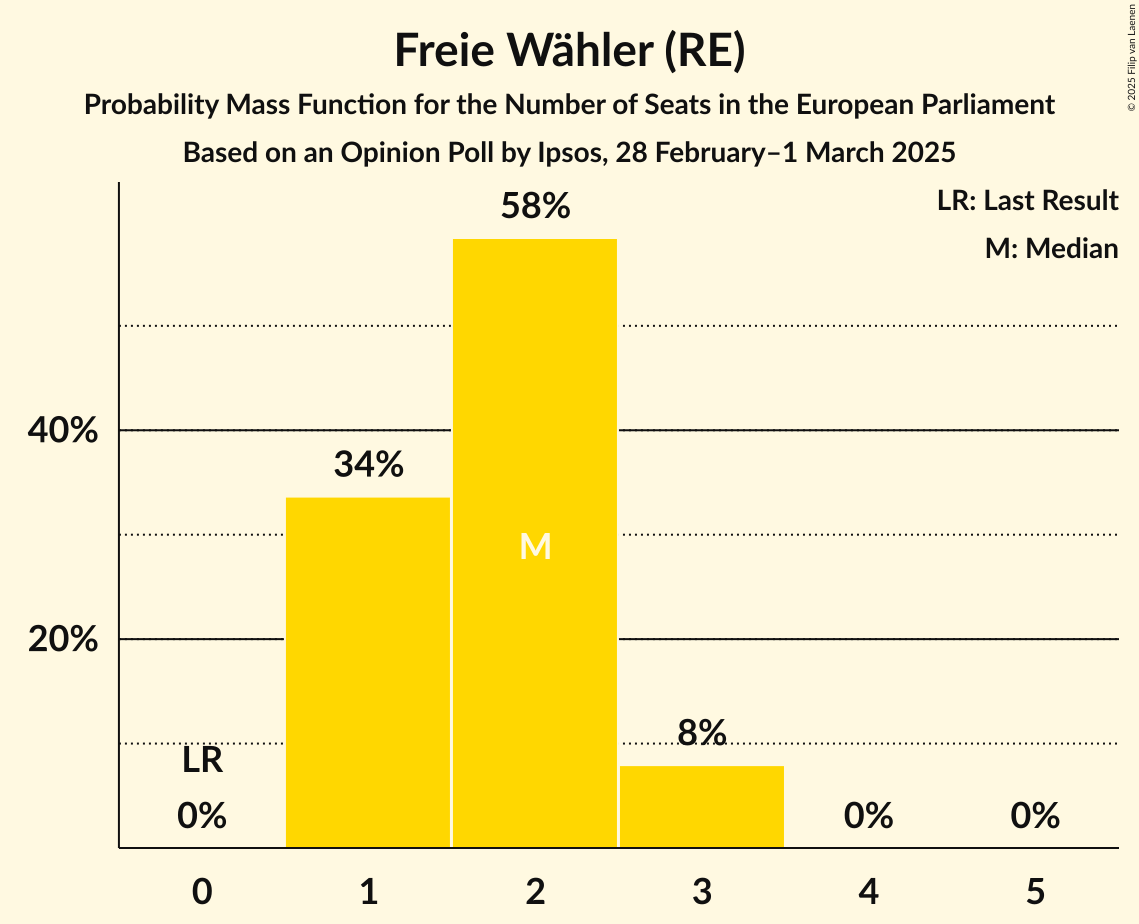 Freie Wähler (RE)
Probability Mass Function for the Number of Seats in the European Parliament
Based on an Opinion Poll by Ipsos, 28 February–1 March 2025
© 2025 Filip van Laenen
LR: Last Result
M: Median
58%
40%
34%
M
20%
8%
LR
0%
0%
0%
0
1
2
3
4
5